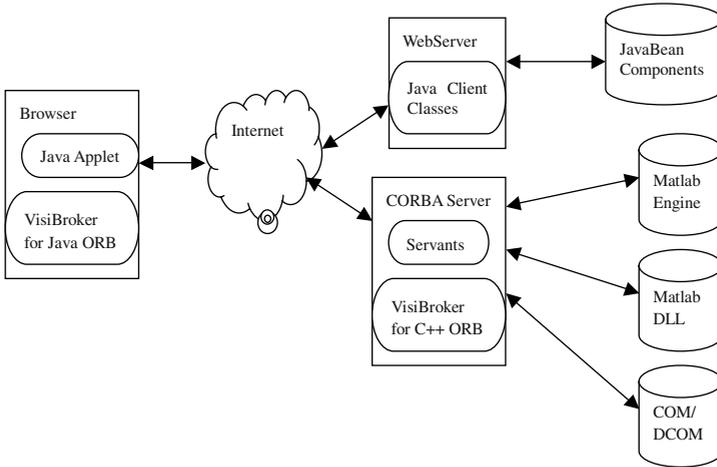 Browser
Java Applet
VisiBroker
for Java ORB
Internet
WebServer
Java Client
Classes
JavaBean
Components
CORBA Server
Servants
VisiBroker
for C++ ORB
Matlab
Engine
Matlab
DLL
COM/
DCOM